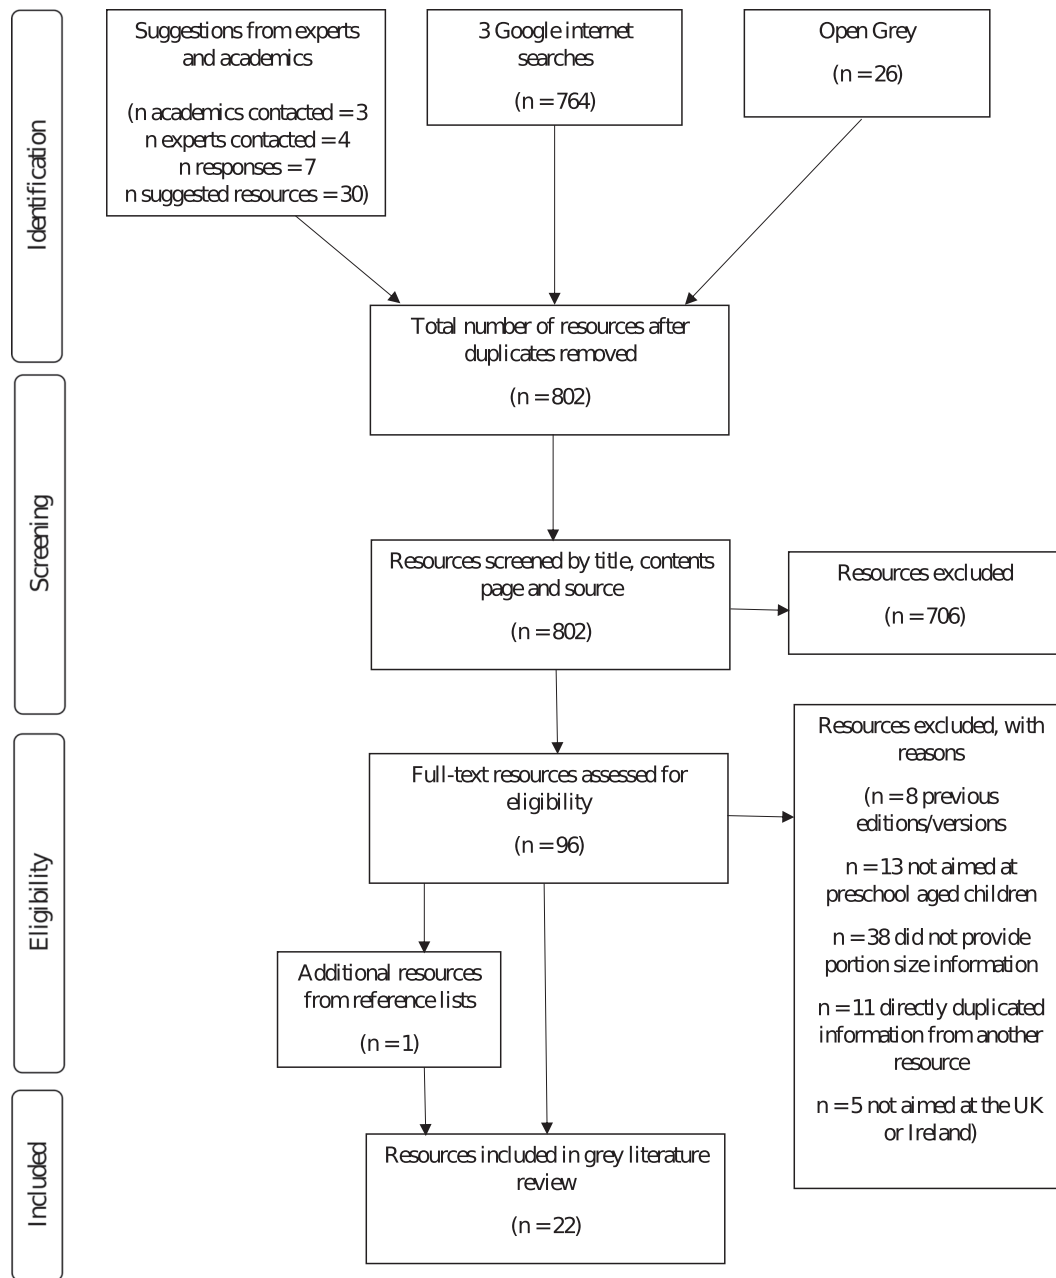 Identification
Suggestions from experts
and academics
(n academics contacted = 3
n experts contacted = 4
n responses = 7
n suggested resources = 30)
3 Google internet
searches
(n = 764)
Open Grey
(n = 26)
Total number of resources after
duplicates removed
(n = 802)
Screening
Resources screened by title, contents
page and source
(n = 802)
Resources excluded
(n = 706)
Eligibility
Full-text resources assessed for
eligibility
(n = 96)
Resources excluded, with
reasons
(n = 8 previous
editions/versions
n = 13 not aimed at
preschool aged children
n = 38 did not provide
portion size information
n = 11 directly duplicated
information from another
resource
n = 5 not aimed at the UK
or Ireland)
Additional resources
from reference lists
(n = 1)
Included
Resources included in grey literature
review
(n = 22)